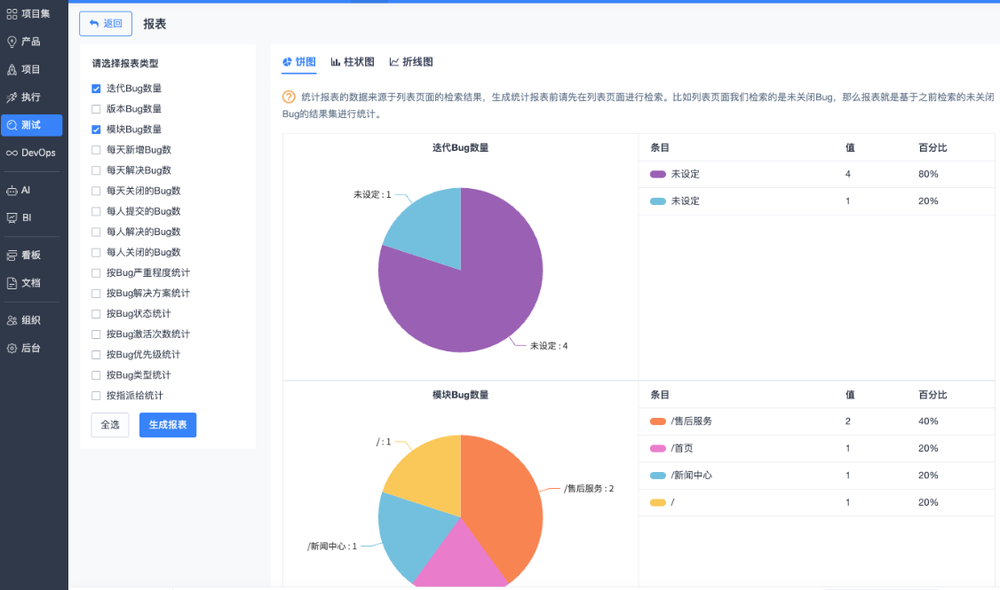 项目集
产品
项目
执行
测试
DevOps
AI
BI
看板
文档
组织
后台
返回
报表
请选择报表类型
迭代Bug数量
版本Bug数量
模块Bug数量
每天新增Bug数
每天解决Bug数
每天关闭的Bug数
每人提交的Bug数
每人解决的Bug数
每人关闭的Bug数
按Bug严重程度统计
按Bug解决方案统计
按Bug状态统计
按Bug激活次数统计
按Bug优先级统计
按Bug类型统计
按指派给统计
全选 生成报表
饼图 柱状图 折线图
统计报表的数据来源于列表页面的检索结果，生成统计报表前请先在列表页面进行检索。比如列表页面我们检索的是未关闭Bug，那么报表就是基于之前检索的未关闭
Bug的结果集进行统计。
迭代Bug数量
未设定 : 1
未设定 : 4
条目 值 百分比
未设定 4 80%
未设定 1 20%
模块Bug数量
/ : 1
/售后服务 : 2
/新闻中心 : 1
条目 值 百分比
/售后服务 2 40%
/首页 1 20%
/新闻中心 1 20%
/ 1 20%